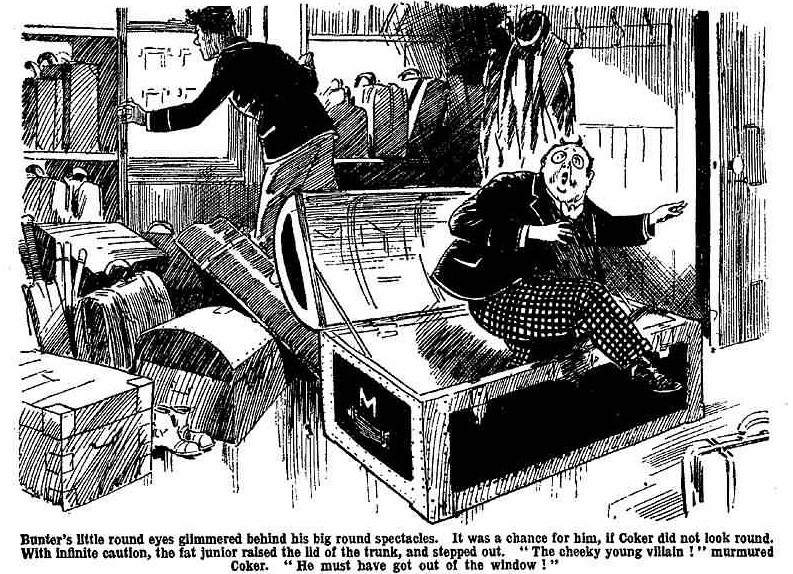 M
Bunter's little round eyes glimmered behind his big round spectacles. It was a chance for him, if Coker did not look round.
With infinite caution, the fat junior raised the lid of the trunk, and stepped out. "The cheeky young villain!" murmured
Coker. "He must have got out of the window!"